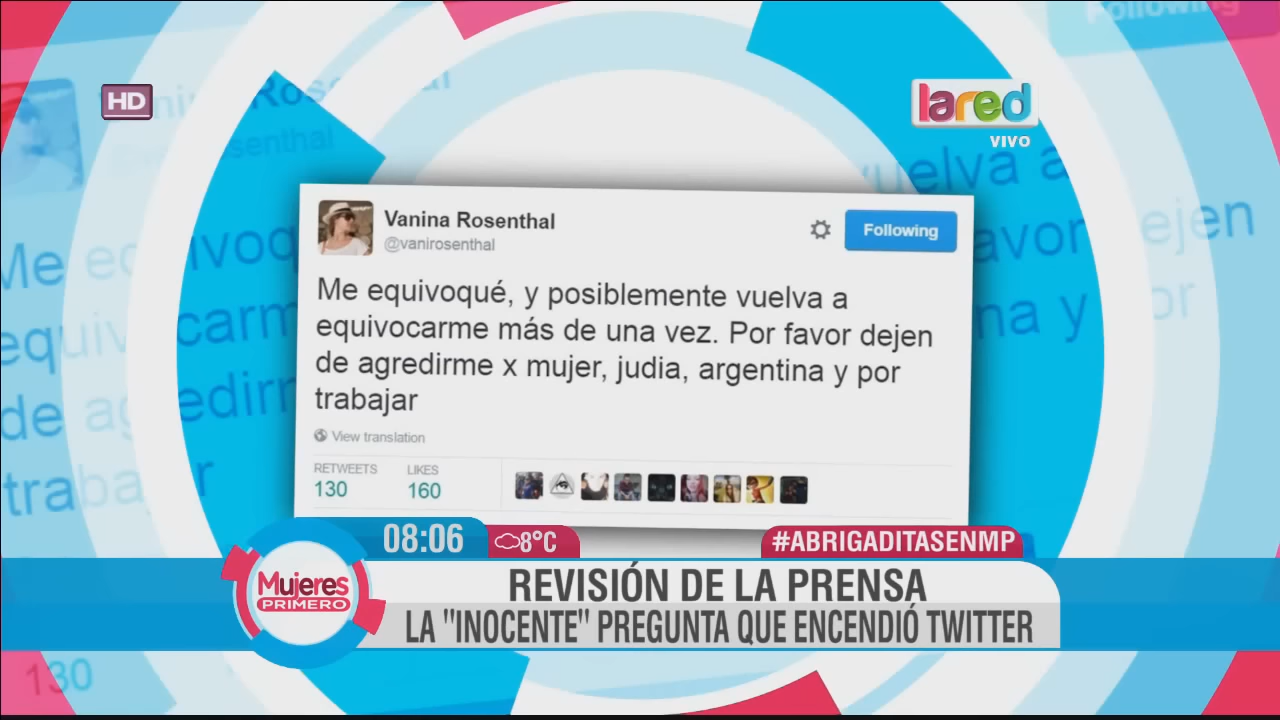 HD
lared
VIVO
Following
Vanina Rosenthal
@vanirosenthal
Following
Me equivoqué, y posiblemente vuelva a
equivocarme más de una vez. Por favor dejen
de agredirme x mujer, judia, argentina y por
trabajar
View translation
RETWEETS LIKES
130 160
08:06
8°C
#ABRIGADITASENMP
Mujeres
PRIMERO
REVISIÓN DE LA PRENSA
LA "INOCENTE" PREGUNTA QUE ENCENDIÓ TWITTER
130